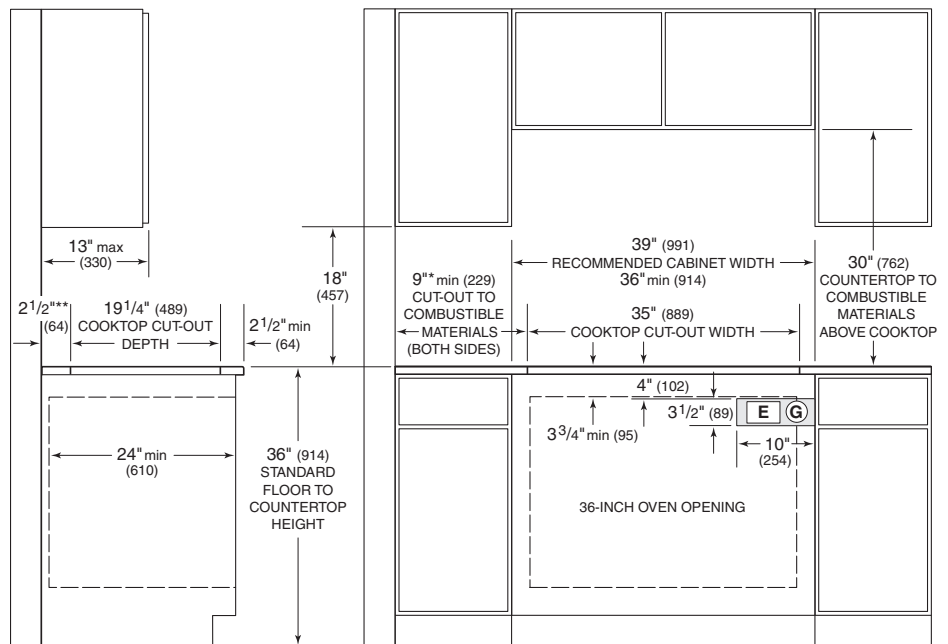 13" max
(330)
2 1/2"**
(64)
19 1/4" (489)
COOKTOP CUT-OUT
DEPTH
2 1/2" min
(64)
18"
(457)
9"* min (229)
CUT-OUT TO
COMBUSTIBLE
MATERIALS
(BOTH SIDES)
39" (991)
RECOMMENDED CABINET WIDTH
36" min (914)
35" (889)
COOKTOP CUT-OUT WIDTH
30" (762)
COUNTERTOP TO
COMBUSTIBLE
MATERIALS
ABOVE COOKTOP
24" min
(610)
36" (914)
STANDARD
FLOOR TO
COUNTERTOP
HEIGHT
4" (102)
3 1/2" (89)
E G
3 3/4" min (95)
10"
(254)
36-INCH OVEN OPENING